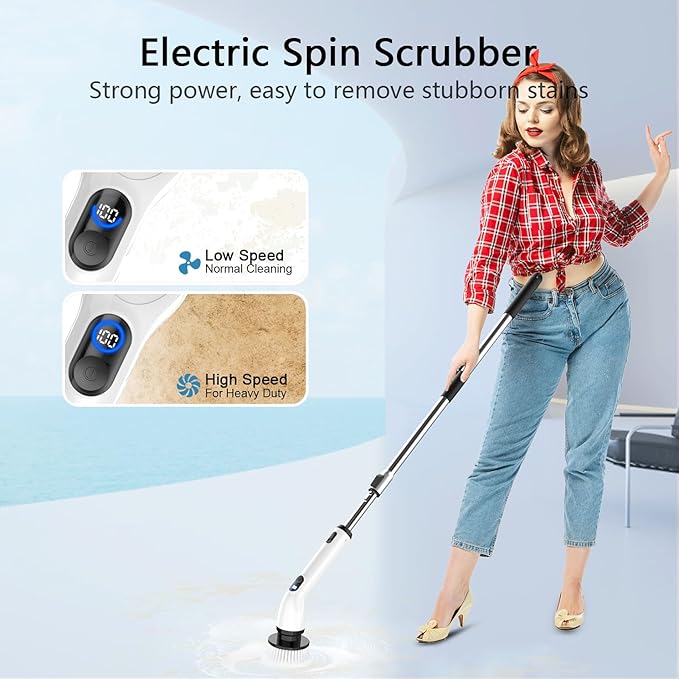 Electric Spin Scrubber
Strong power, easy to remove stubborn stains
100
Low Speed
Normal Cleaning
100
High Speed
For Heavy Duty